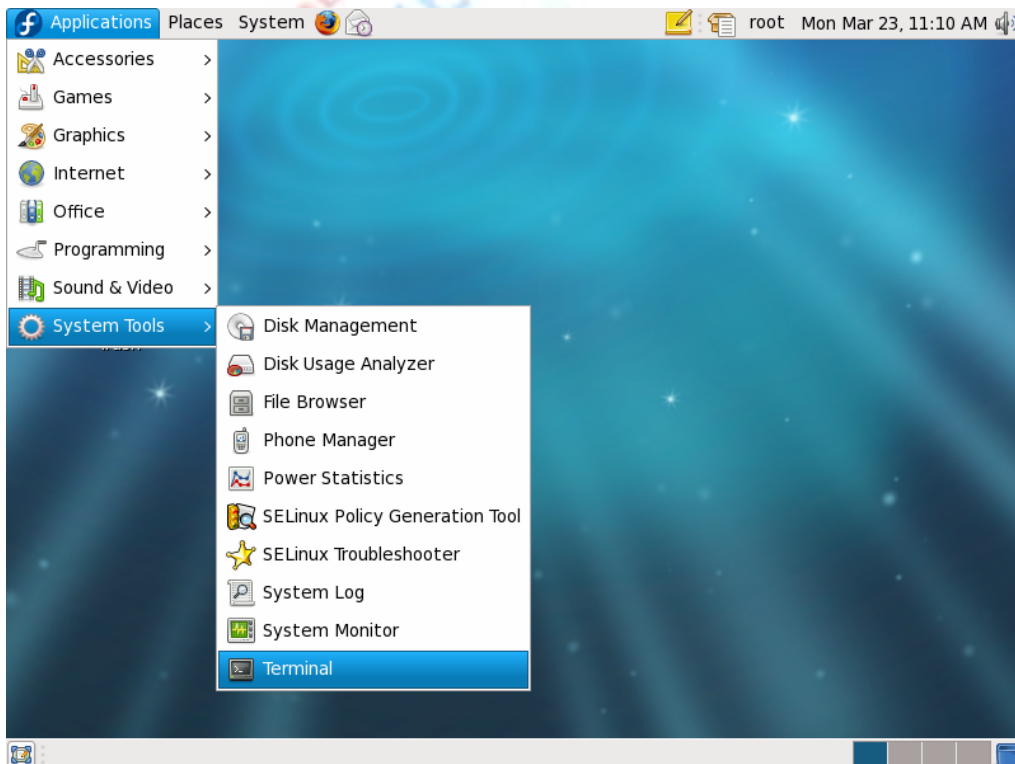 Applications Places System root Mon Mar 23, 11:10 AM
Accessories
Games
Graphics
Internet
Office
Programming
Sound & Video
System Tools
Disk Management
Disk Usage Analyzer
File Browser
Phone Manager
Power Statistics
SELinux Policy Generation Tool
SELinux Troubleshooter
System Log
System Monitor
Terminal